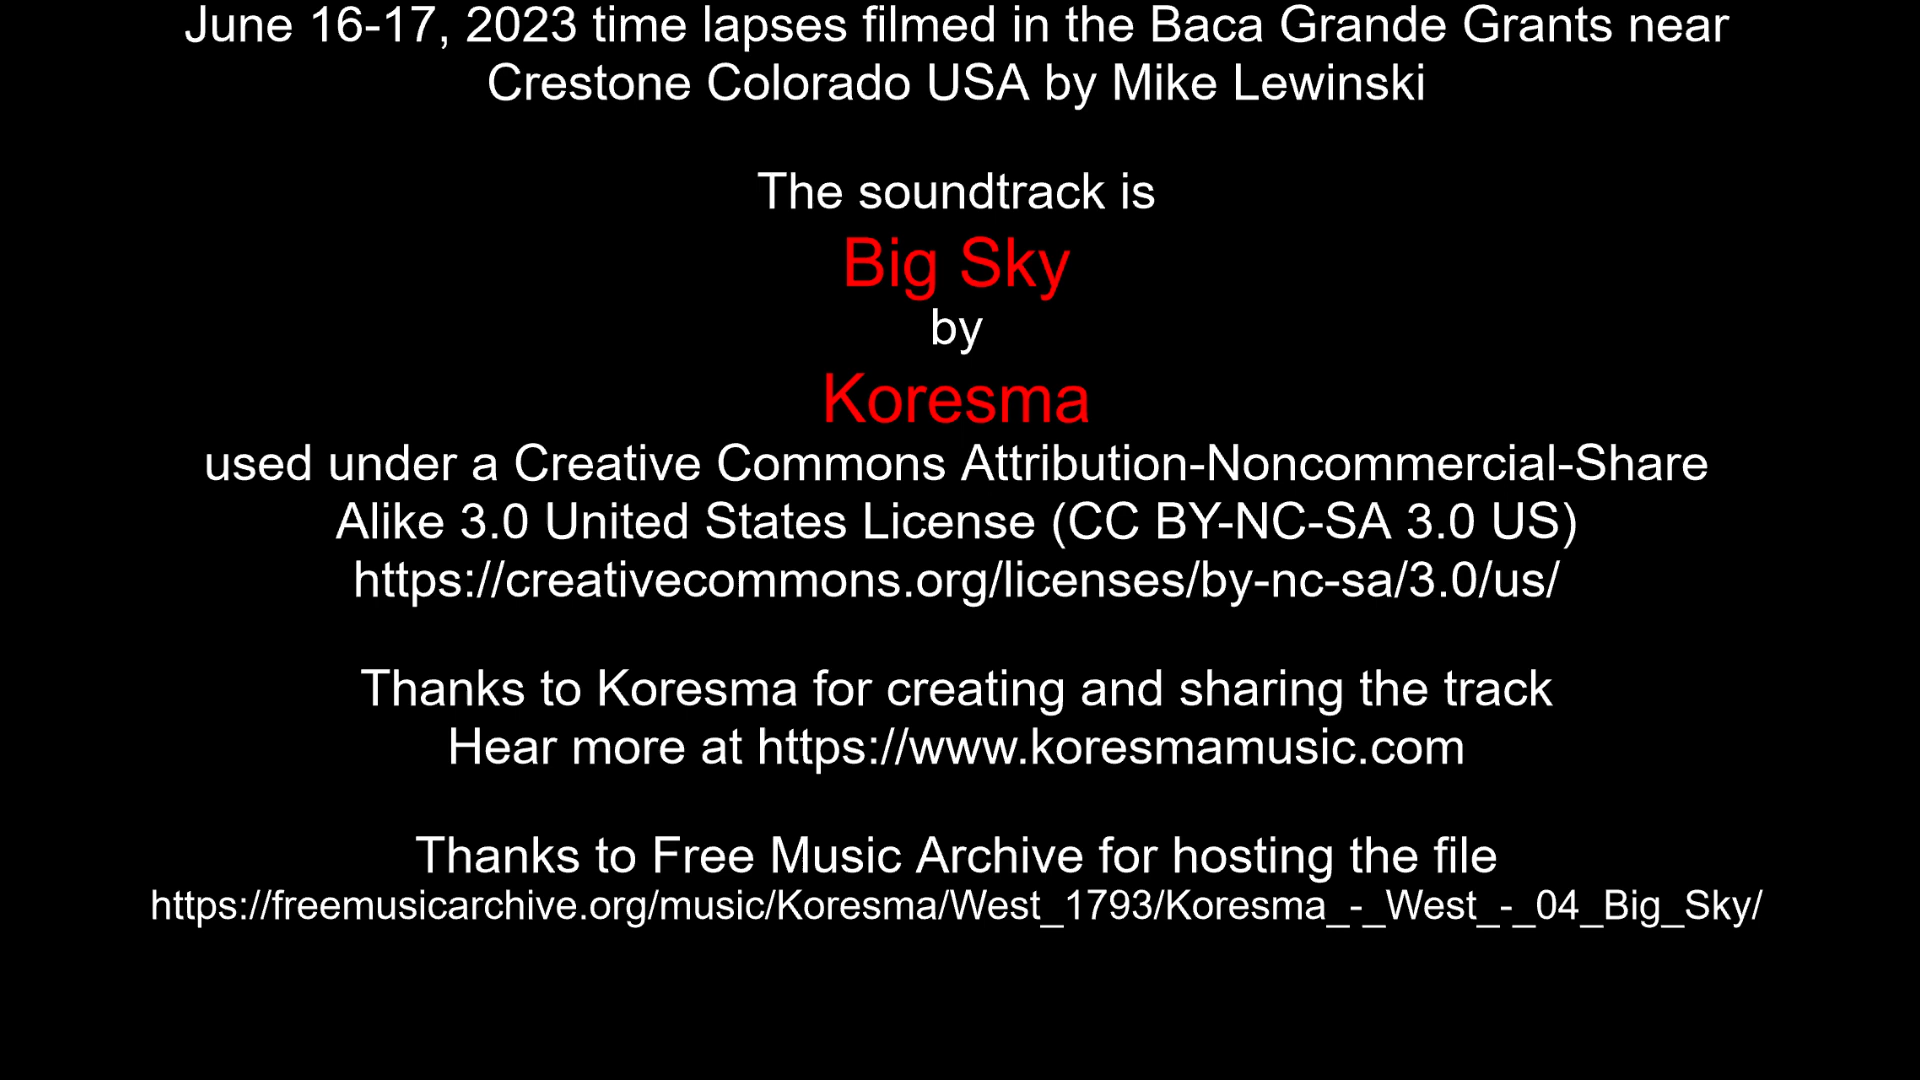 June 16-17, 2023 time lapses filmed in the Baca Grande Grants near
Crestone Colorado USA by Mike Lewinski
The soundtrack is
Big Sky
by
Koresma
used under a Creative Commons Attribution-Noncommercial-Share
Alike 3.0 United States License (CC BY-NC-SA 3.0 US)
https://creativecommons.org/licenses/by-nc-sa/3.0/us/
Thanks to Koresma for creating and sharing the track
Hear more at https://www.koresmamusic.com
Thanks to Free Music Archive for hosting the file
https://freemusicarchive.org/music/Koresma/West_1793/Koresma_-_West_-_04_Big_Sky/